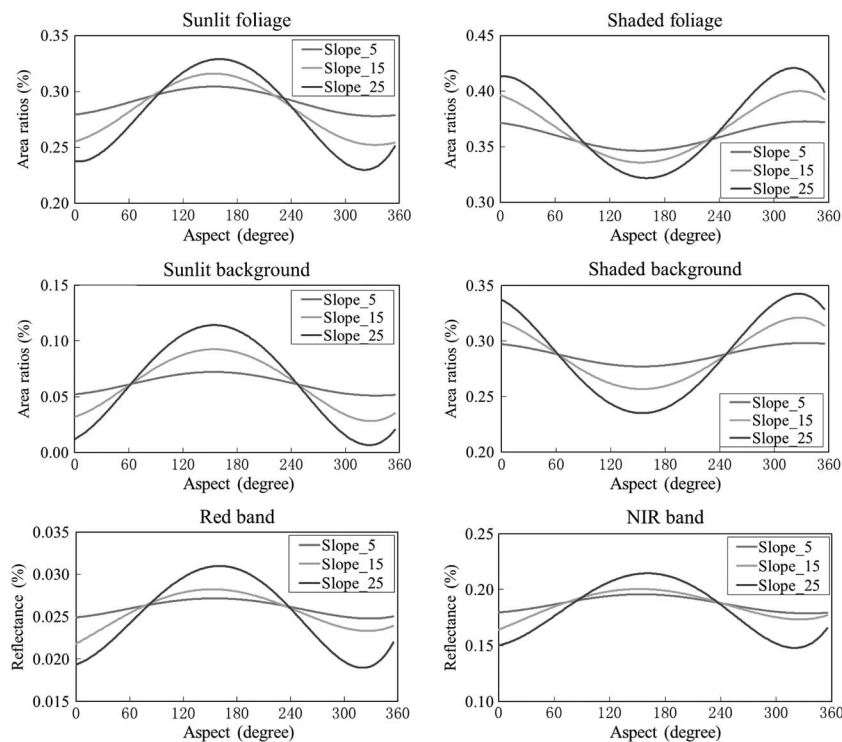 Sunlit foliage
Area ratios (%)
0.35
0.30
0.25
0.20
Slope_5
Slope_15
Slope_25
0 60 120 180 240 300 360
Aspect (degree)
Shaded foliage
Area ratios (%)
0.40
0.35
0.30
Slope_5
Slope_15
Slope_25
0 60 120 180 240 300 360
Aspect (degree)
Sunlit background
Area ratios (%)
0.15
0.10
0.05
0.00
Slope_5
Slope_15
Slope_25
0 60 120 180 240 300 360
Aspect (degree)
Shaded background
Area ratios (%)
0.35
0.30
0.25
0.20
Slope_5
Slope_15
Slope_25
0 60 120 180 240 300 360
Aspect (degree)
Red band
Reflectance (%)
0.035
0.030
0.025
0.020
0.015
Slope_5
Slope_15
Slope_25
0 60 120 180 240 300 360
Aspect (degree)
NIR band
Reflectance (%)
0.25
0.20
0.15
0.10
Slope_5
Slope_15
Slope_25
0 60 120 180 240 300 360
Aspect (degree)